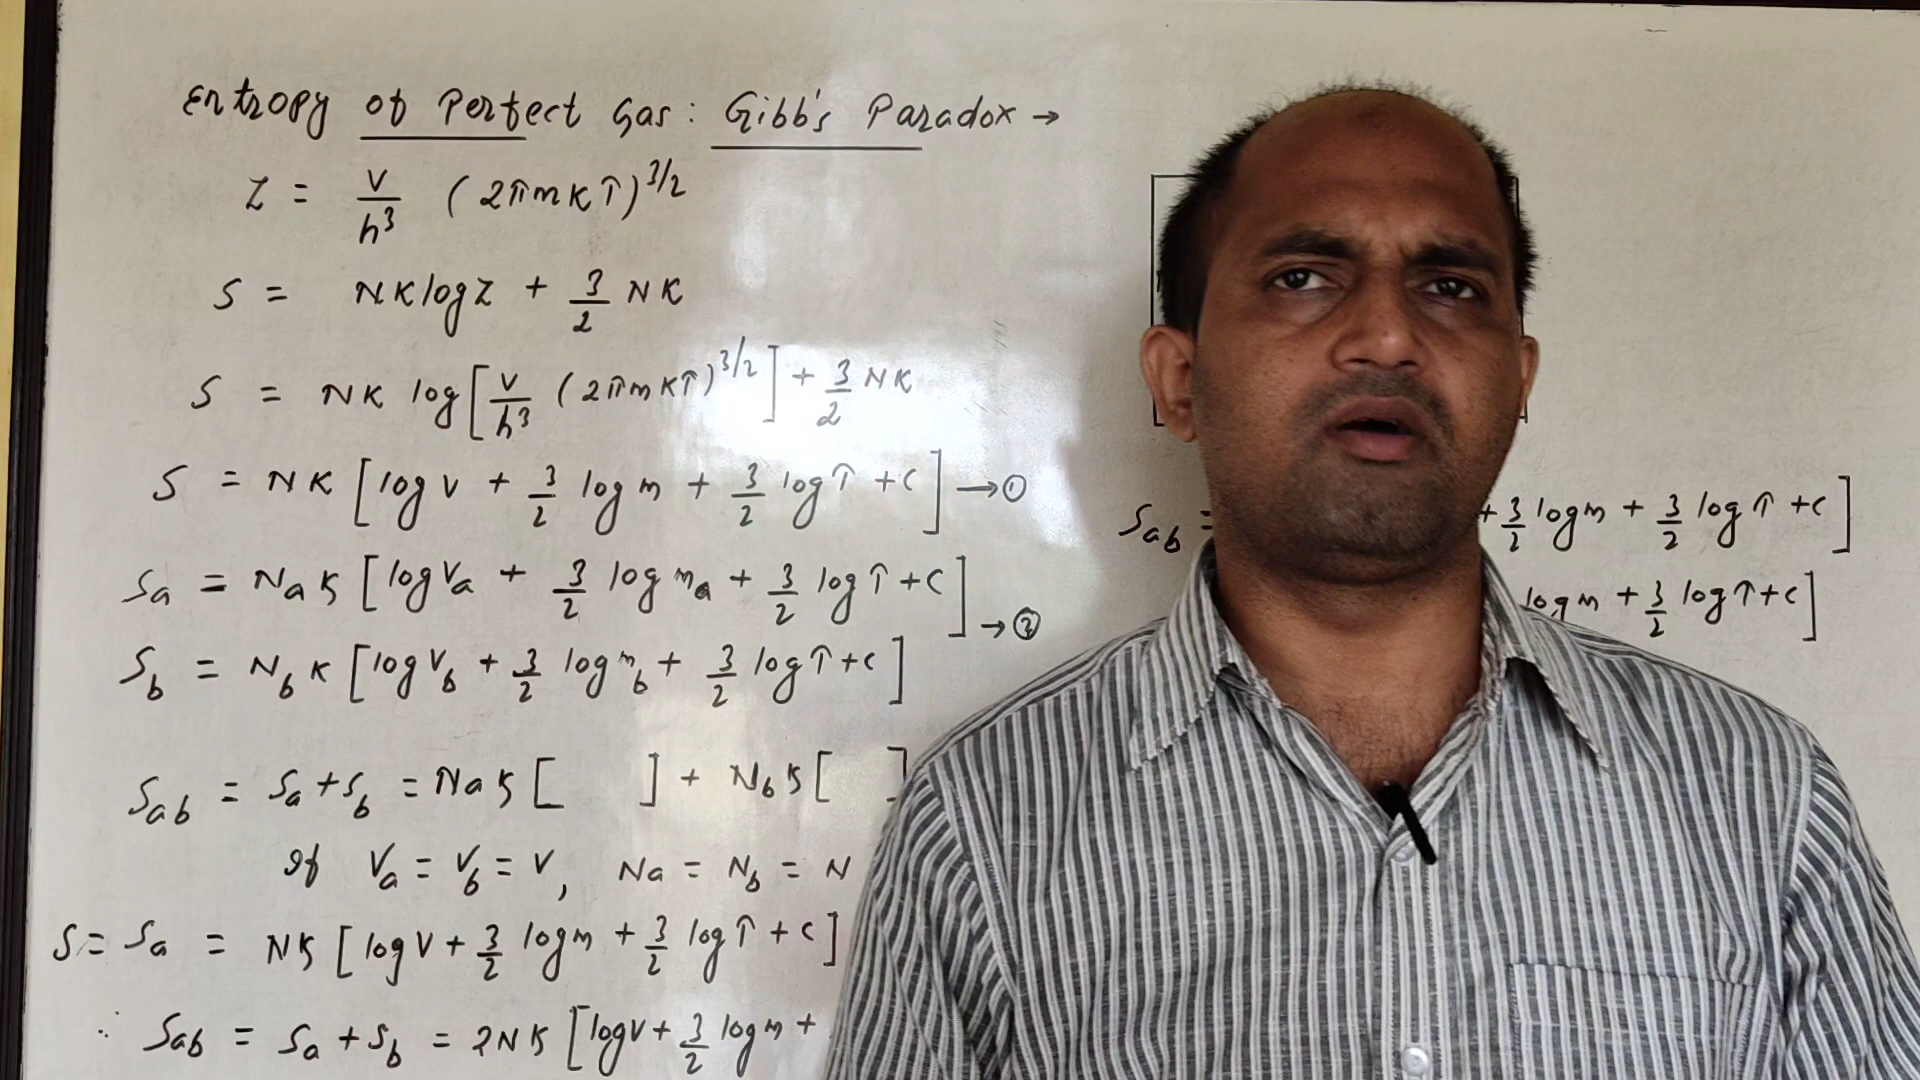 Entropy of Perfect Gas: Gibb's Paradox →
Z = V/h³ (2πmKT)^3/2
S = NK log Z + 3/2 NK
S = NK log [V/h³ (2πmKT)^3/2] + 3/2 NK
S = NK [log V + 3/2 log m + 3/2 log T + C] → ①
Sa = NaK [log Va + 3/2 log ma + 3/2 log T + C] → ②
Sb = NbK [log Vb + 3/2 log mb + 3/2 log T + C]
Sab = Sa + Sb = NaK [ ] + NbK [ ]
If Va = Vb = V, Na = Nb = N
S = Sa = NK [log V + 3/2 log m + 3/2 log T + C]
∴ Sab = Sa + Sb = 2NK [log V + 3/2 log m +
Sab = + 3/2 log m + 3/2 log T + C]
log m + 3/2 log T + C]